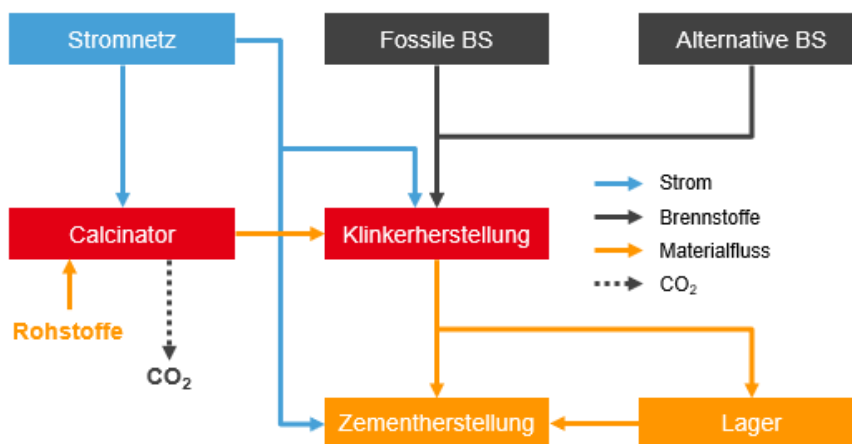 Stromnetz
Fossile BS
Alternative BS
Strom
Brennstoffe
Materialfluss
CO₂
Calcinator
Klinkerherstellung
Rohstoffe
CO₂
Zementherstellung
Lager